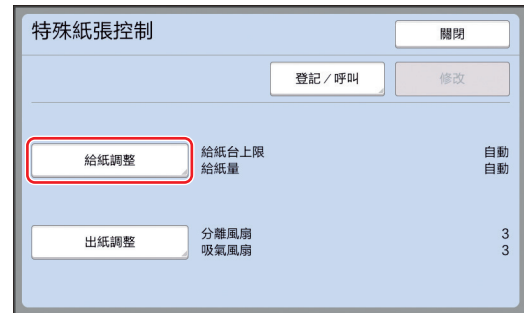 特殊紙張控制
關閉
登記／呼叫
修改
給紙調整
給紙台上限 自動
給紙量 自動
出紙調整
分離風扇 3
吸氣風扇 3